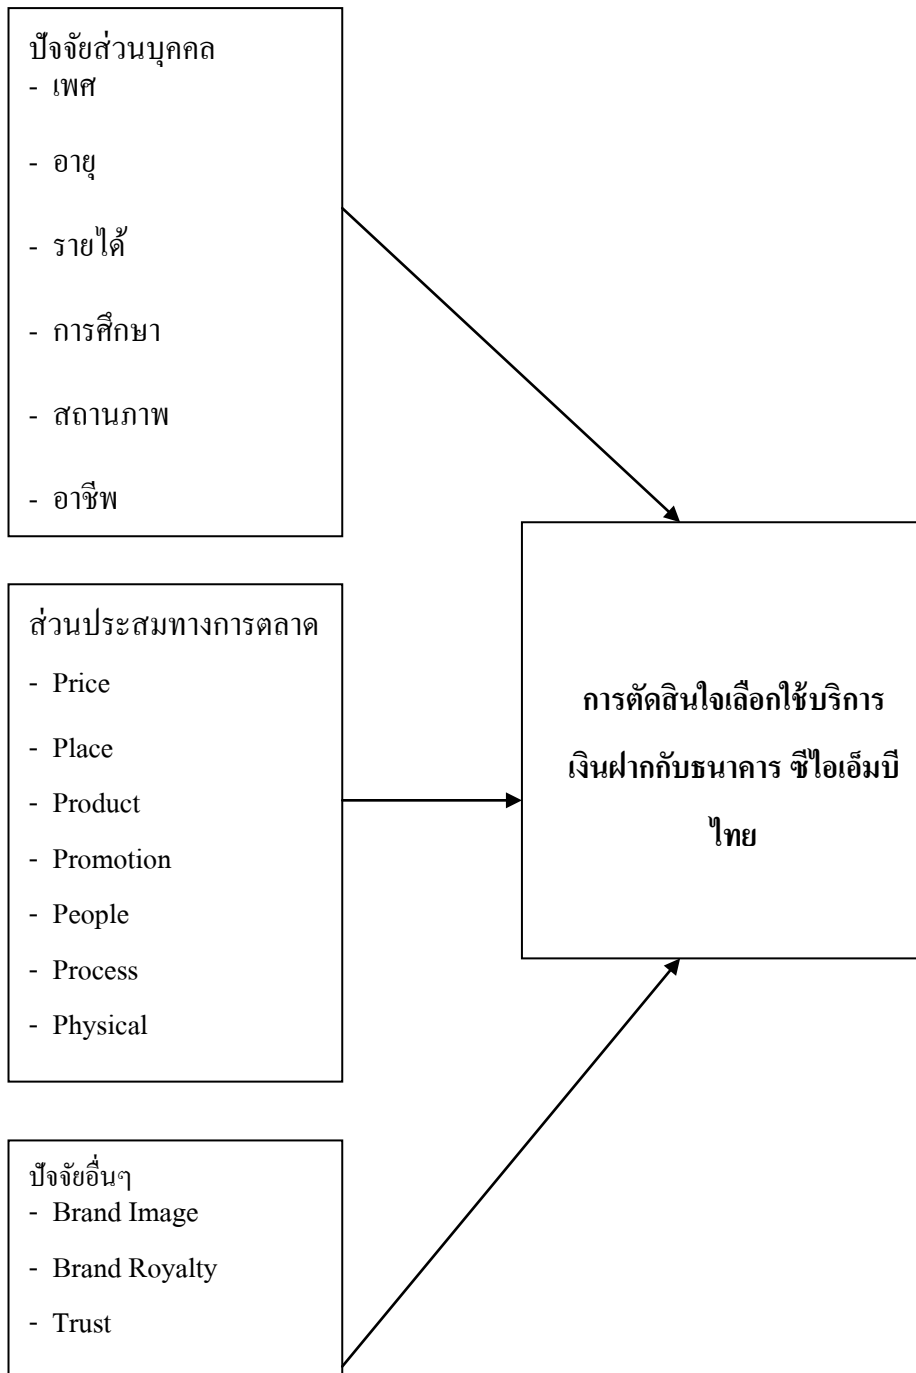 ปัจจัยส่วนบุคคล
- เพศ
- อายุ
- รายได้
- การศึกษา
- สถานภาพ
- อาชีพ
ส่วนประสมทางการตลาด
- Price
- Place
- Product
- Promotion
- People
- Process
- Physical
การตัดสินใจเลือกใช้บริการ
เงินฝากกับธนาคาร ซีไอเอ็มบี
ไทย
ปัจจัยอื่นๆ
- Brand Image
- Brand Royalty
- Trust